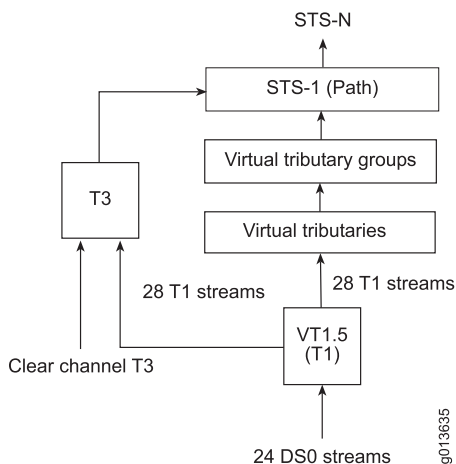 STS-N
STS-1 (Path)
Virtual tributary groups
T3
Virtual tributaries
28 T1 streams
28 T1 streams
VT1.5
(T1)
Clear channel T3
24 DS0 streams
g013635